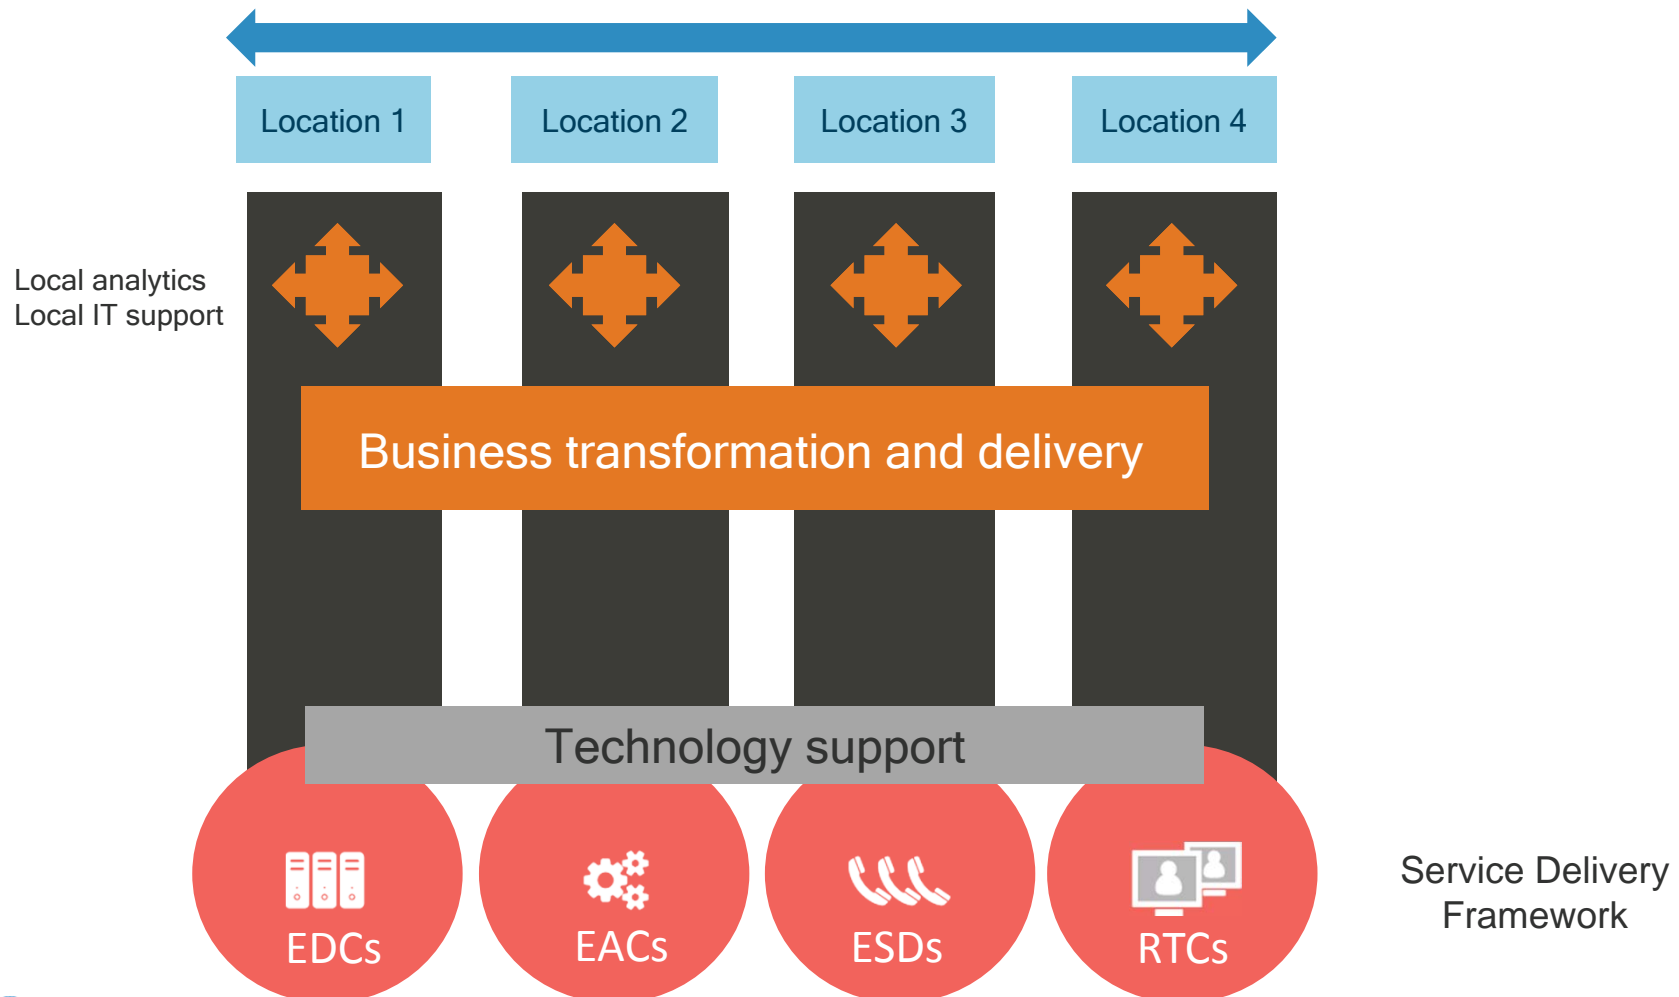 Location 1
Location 2
Location 3
Location 4
Local analytics
Local IT support
Business transformation and delivery
Technology support
EDCs
EACs
ESDs
RTCs
Service Delivery
Framework